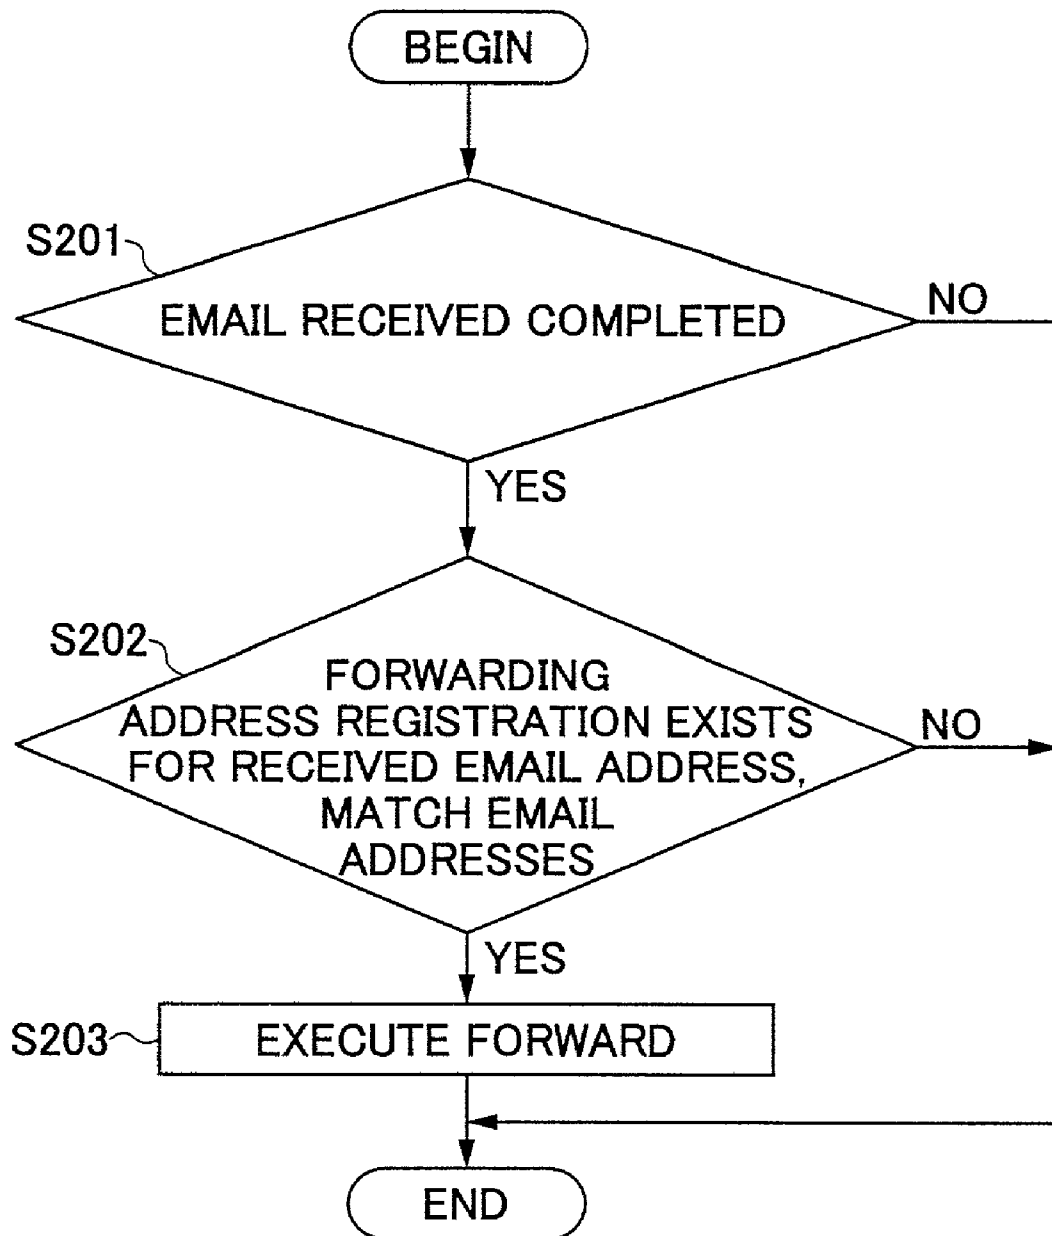 BEGIN
S201
EMAIL RECEIVED COMPLETED
NO
YES
S202
FORWARDING
ADDRESS REGISTRATION EXISTS
FOR RECEIVED EMAIL ADDRESS,
MATCH EMAIL
ADDRESSES
NO
YES
S203
EXECUTE FORWARD
END